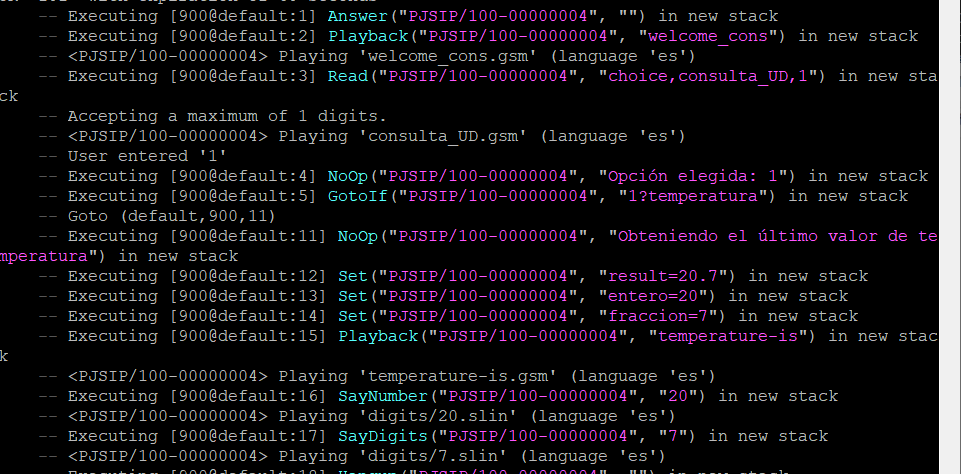 -- Executing [900@default:1] Answer("PJSIP/100-00000004", "") in new stack
-- Executing [900@default:2] Playback("PJSIP/100-00000004", "welcome_cons") in new stack
-- <PJSIP/100-00000004> Playing 'welcome_cons.gsm' (language 'es')
-- Executing [900@default:3] Read("PJSIP/100-00000004", "choice,consulta_UD,1") in new sta
ck
-- Accepting a maximum of 1 digits.
-- <PJSIP/100-00000004> Playing 'consulta_UD.gsm' (language 'es')
-- User entered '1'
-- Executing [900@default:4] NoOp("PJSIP/100-00000004", "Opción elegida: 1") in new stack
-- Executing [900@default:5] GotoIf("PJSIP/100-00000004", "1?temperatura") in new stack
-- Goto (default,900,11)
-- Executing [900@default:11] NoOp("PJSIP/100-00000004", "Obteniendo el último valor de te
mperatura") in new stack
-- Executing [900@default:12] Set("PJSIP/100-00000004", "result=20.7") in new stack
-- Executing [900@default:13] Set("PJSIP/100-00000004", "entero=20") in new stack
-- Executing [900@default:14] Set("PJSIP/100-00000004", "fraccion=7") in new stack
-- Executing [900@default:15] Playback("PJSIP/100-00000004", "temperature-is") in new stac
k
-- <PJSIP/100-00000004> Playing 'temperature-is.gsm' (language 'es')
-- Executing [900@default:16] SayNumber("PJSIP/100-00000004", "20") in new stack
-- <PJSIP/100-00000004> Playing 'digits/20.slin' (language 'es')
-- Executing [900@default:17] SayDigits("PJSIP/100-00000004", "7") in new stack
-- <PJSIP/100-00000004> Playing 'digits/7.slin' (language 'es')
-- Executing [900@default:18] Hangup("PJSIP/100-00000004", "") in new stack